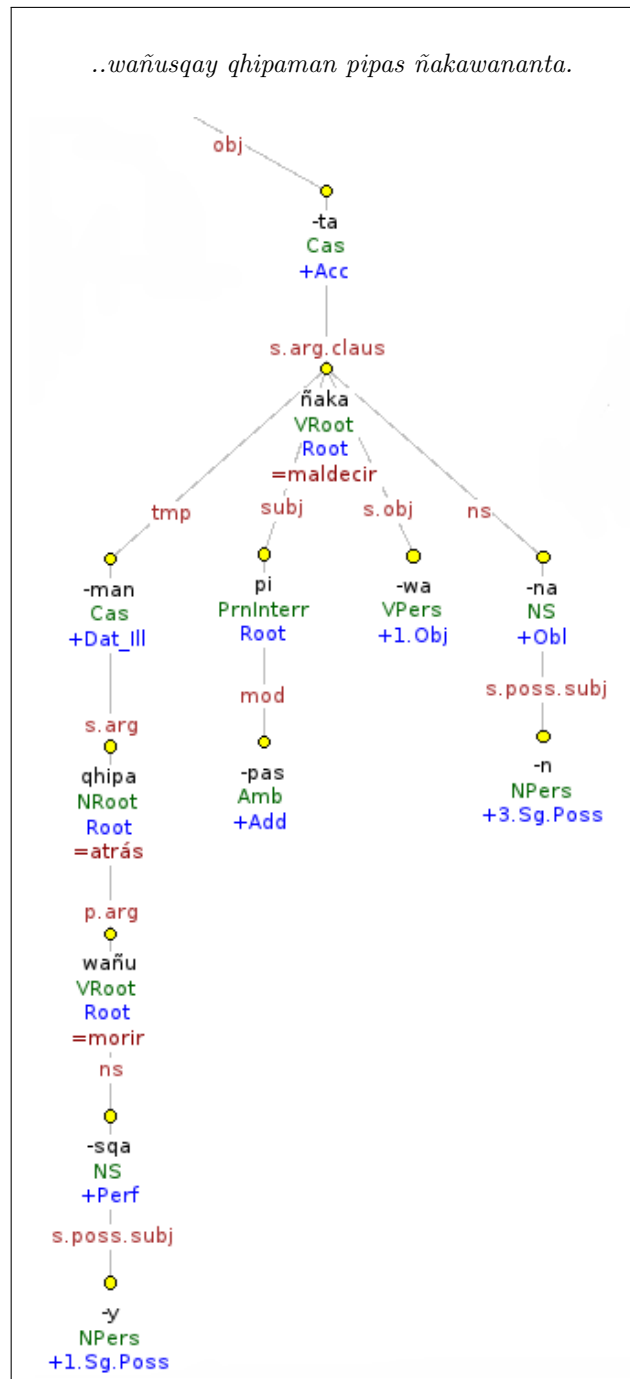 ..wañusqay qhipaman pipas ñakawananta.
obj
-ta
Cas
+Acc
s.arg.claus
ñaka
VRoot
Root
=maldecir
tmp subj s.obj ns
-man pi -wa -na
Cas PrnInterr VPers NS
+Dat_Ill Root +1.Obj +Obl
s.arg mod s.poss.subj
qhipa -pas -n
NRoot Amb NPers
Root +Add +3.Sg.Poss
=atrás
p.arg
wañu
VRoot
Root
=morir
ns
-sqa
NS
+Perf
s.poss.subj
-y
NPers
+1.Sg.Poss